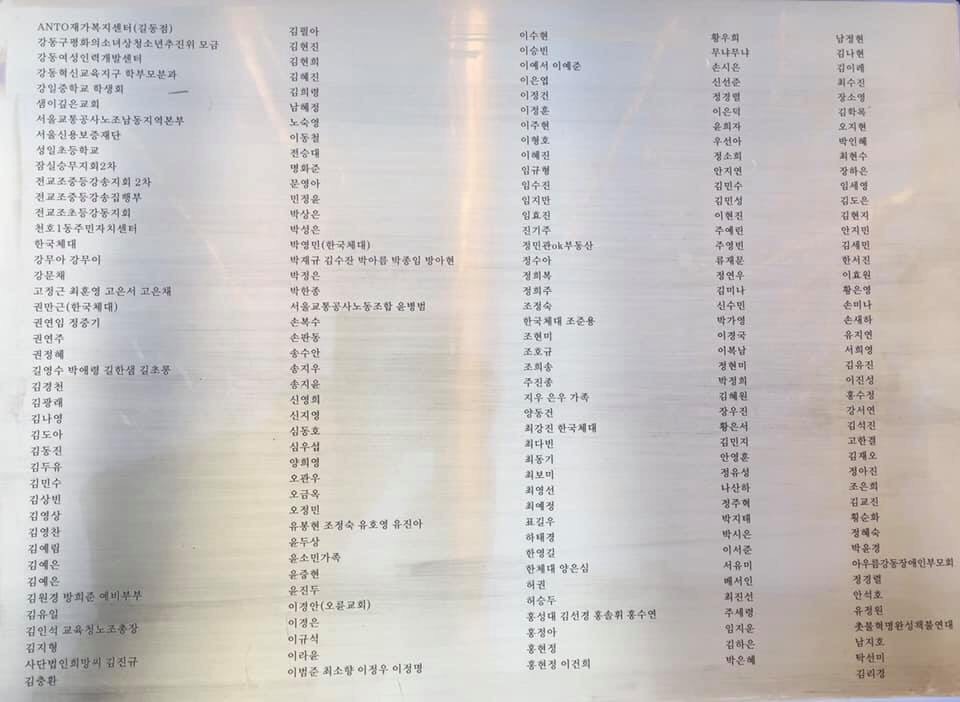 ANTO재가복지센터(길동점)
강동구평화의소녀상청소년추진위 모금
강동여성인력개발센터
강동혁신교육지구 학부모분과
강일중학교 학생회
샘이깊은교회
서울교통공사노조남동지역본부
서울신용보증재단
성일초등학교
잠실승무지회2차
전교조중등강송지회 2차
전교조중등강송집행부
전교조초등강동지회
천호1동주민자치센터
한국체대
강무아 강무이
강문채
고정근 최훈영 고은서 고은채
권만근(한국체대)
권연임 정중기
권연주
권정혜
길영수 박애령 길한샘 길초롱
김경천
김광래
김나영
김도아
김동진
김두유
김민수
김상빈
김영상
김영찬
김예림
김예은
김예은
김원경 방희준 예비부부
김유일
김인석 교육청노조총장
김지형
사단법인희망씨 김진규
김충환
김필아
김현진
김현희
김혜진
김희령
남혜정
노숙영
이동철
전승대
명화준
문영아
민정윤
박상은
박성은
박영민(한국체대)
박재규 김수잔 박아름 박종임 방아현
박정은
박한종
서울교통공사노동조합 윤병범
손복수
손판동
송수안
송지우
송지윤
신영희
신지영
심동호
심우섭
양희영
오관우
오금옥
오정민
유봉현 조정숙 유호영 유진아
윤두상
윤소민가족
윤줌현
윤진두
이경안(오륜교회)
이경은
이규석
이라윤
이범준 최소향 이정우 이정명
이수현
이승빈
이예서 이예준
이은엽
이정건
이정훈
이주현
이형호
이혜진
임규형
임수진
임지만
임효진
진기주
정민관ok부동산
정수아
정희복
정희주
조정숙
한국체대 조준용
조현미
조호규
조희송
주진종
지우 은우 가족
양동건
최강진 한국체대
최다빈
최동기
최보미
최영선
최예정
표길우
하태경
한영길
한체대 양은심
허권
허승두
홍성대 김선경 홍솔휘 홍수연
홍정아
홍현정
홍현정 이건희
황우희
무냐무냐
손시은
신선준
정경렬
이은덕
윤희자
우선아
정소희
안지연
김민수
김민성
이현진
주예린
주영빈
류재문
정연우
김미나
신수민
박가영
이경국
이복남
정현미
박정희
김혜원
장우진
황은서
김민지
안영훈
정유성
나산하
정주혁
박지태
박시은
이서준
서유미
배서인
최진선
주세령
임지운
김하은
박은혜
남정현
김나현
김이레
최수진
장소영
김학록
오지현
박인혜
최현수
장하은
임세영
김도은
김현지
안지민
김세민
한서진
이효원
황은영
손미나
손새하
유지연
서희영
김유진
이진성
홍수정
강서연
김석진
고한결
김재오
정아진
조은희
김교진
횡순화
정혜숙
박윤경
아우름강동장애인부모회
정경렬
안석호
유정원
촛불혁명완성책불연대
남지호
탁선미
김리경